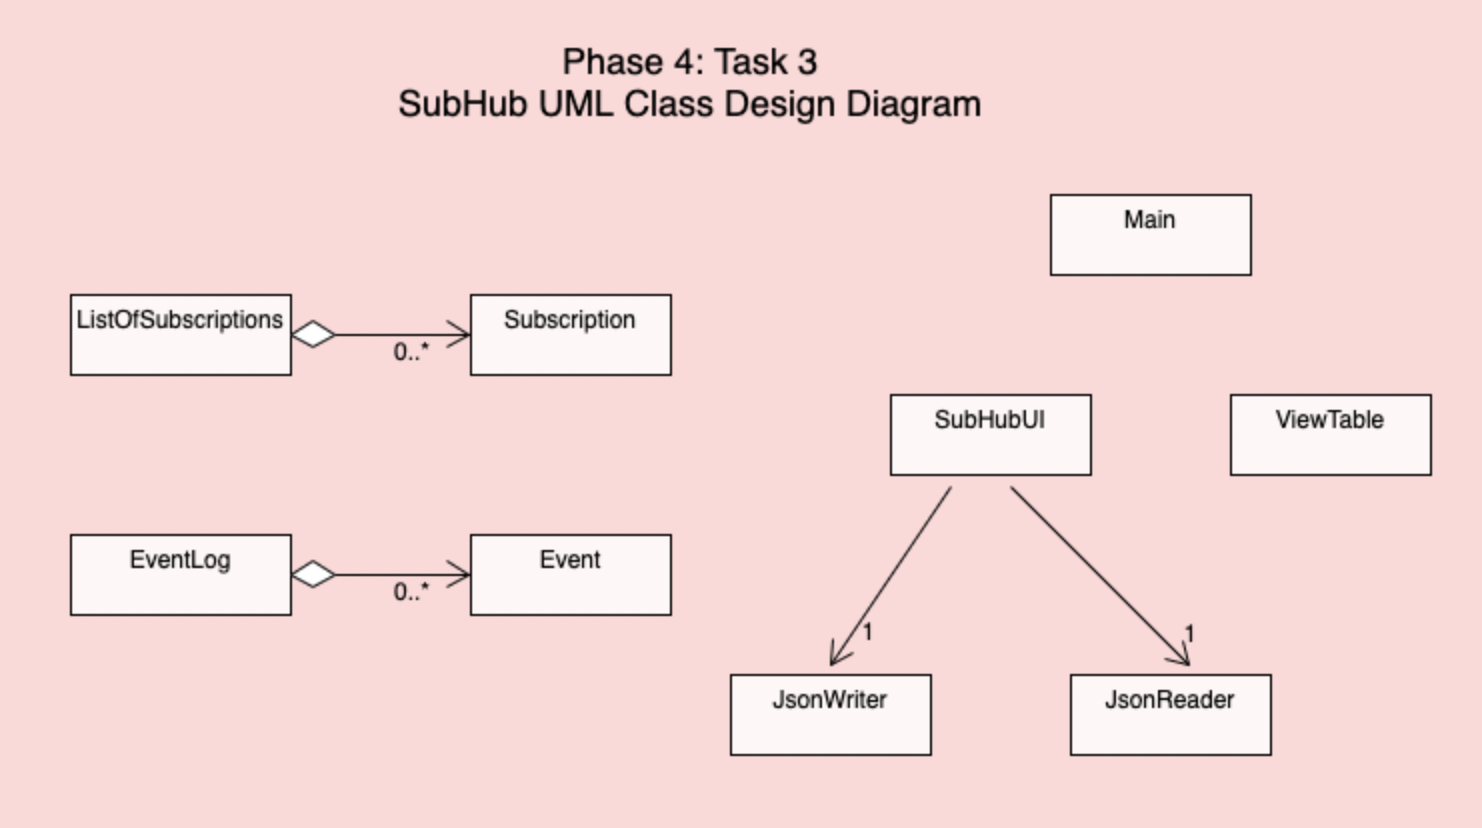 Phase 4: Task 3
SubHub UML Class Design Diagram
Main
ListOfSubscriptions
0..*
Subscription
SubHubUI
ViewTable
EventLog
0..*
Event
1
1
JsonWriter
JsonReader